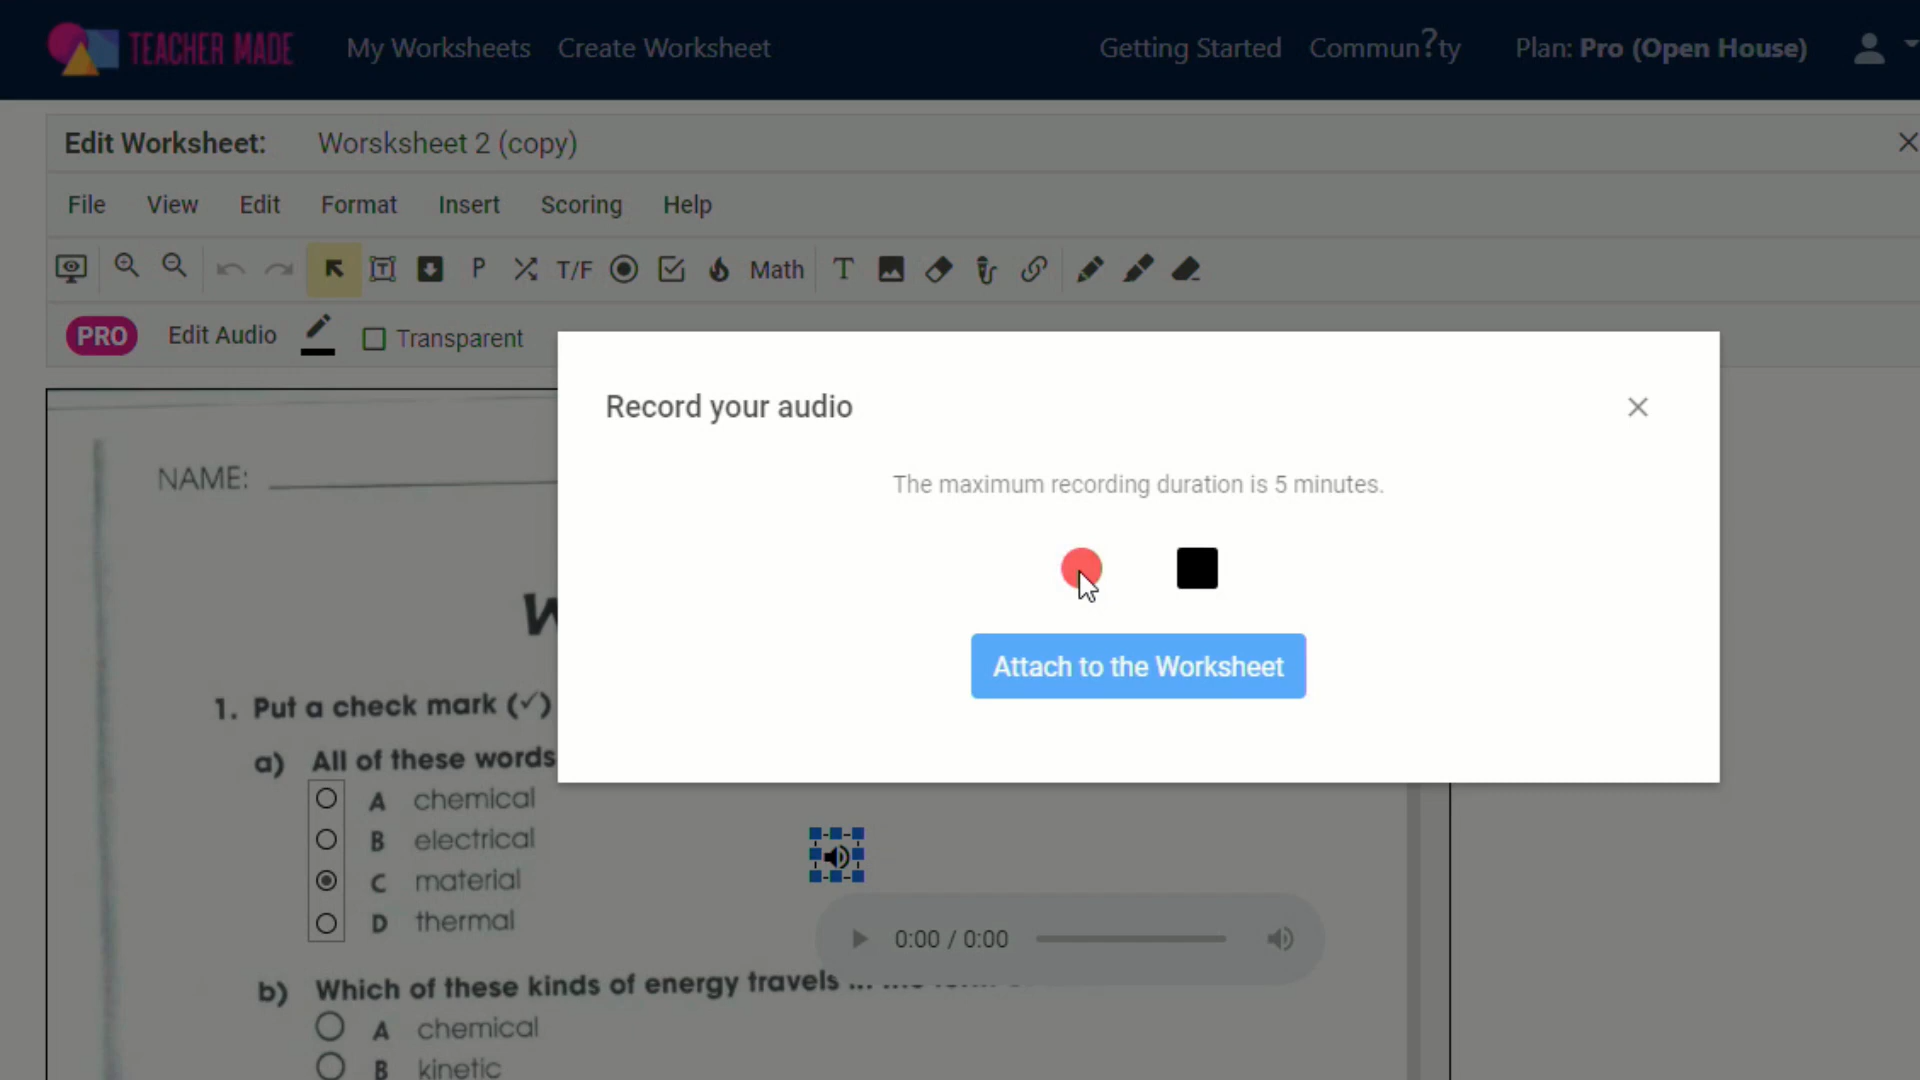 TEACHER MADE My Worksheets Create Worksheet Getting Started Commun?ty Plan: Pro (Open House)
Edit Worksheet: Worsksheet 2 (copy)
File View Edit Format Insert Scoring Help
P T/F Math T
PRO Edit Audio Transparent
Record your audio
The maximum recording duration is 5 minutes.
Attach to the Worksheet
NAME:
1. Put a check mark (✓)
a) All of these words
A chemical
B electrical
C material
D thermal
0:00 / 0:00
b) Which of these kinds of energy travels
A chemical
B kinetic